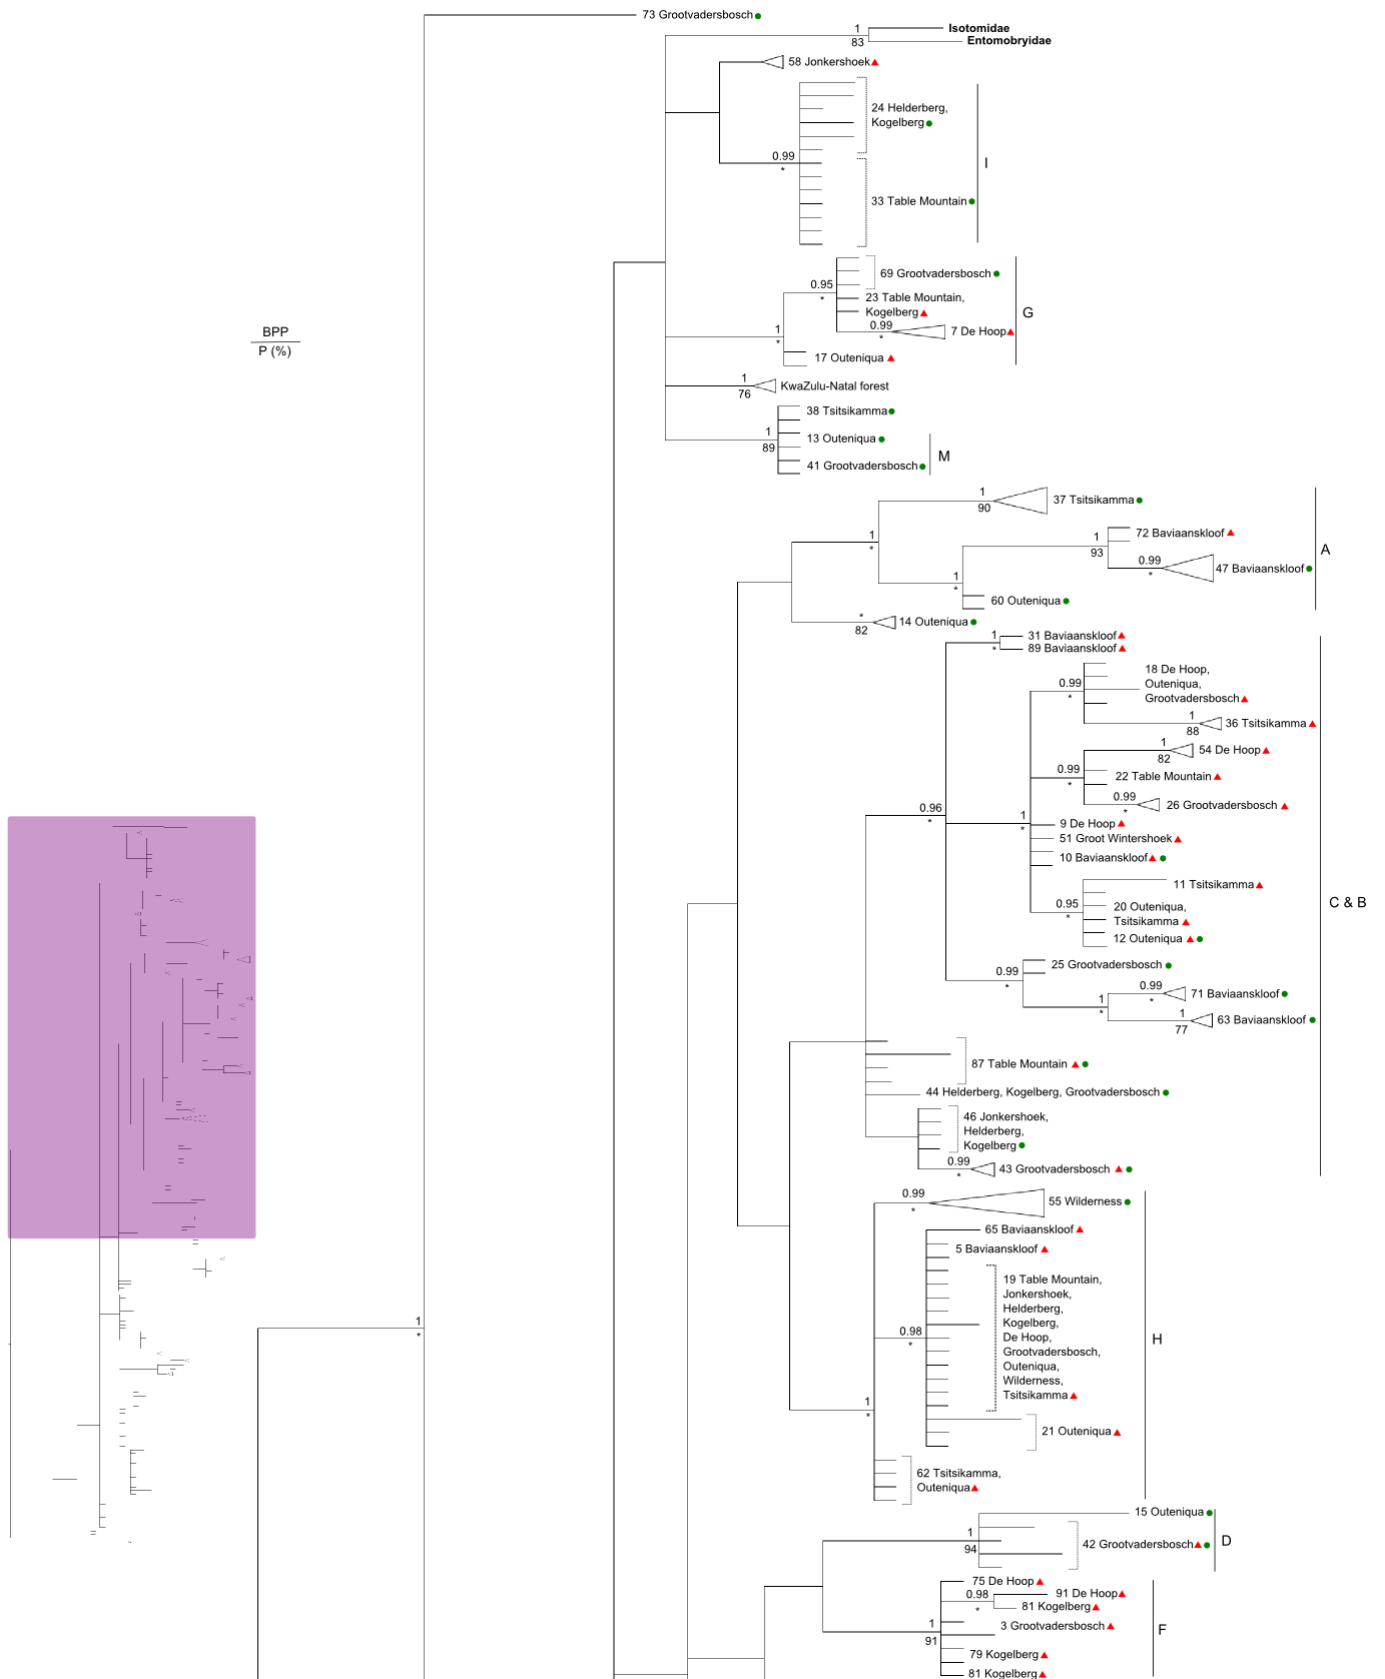 73 Grootvadersbosch
1
83
Isotomidae
Entomobryidae
58 Jonkershoek
24 Helderberg,
Kogelberg
0.99
*
I
33 Table Mountain
69 Grootvadersbosch
0.95
*
23 Table Mountain,
Kogelberg
G
0.99
*
7 De Hoop
BPP
P (%)
1
*
17 Outeniqua
1
76
KwaZulu-Natal forest
38 Tsitsikamma
1
89
13 Outeniqua
M
41 Grootvadersbosch
1
90
37 Tsitsikamma
1
*
72 Baviaanskloof
1
93
A
0.99
*
47 Baviaanskloof
1
*
60 Outeniqua
*
82
14 Outeniqua
1
*
31 Baviaanskloof
89 Baviaanskloof
18 De Hoop,
Outeniqua,
Grootvadersbosch
0.99
*
1
88
36 Tsitsikamma
1
82
54 De Hoop
0.99
*
22 Table Mountain
0.99
*
26 Grootvadersbosch
0.96
*
1
*
9 De Hoop
51 Groot Wintershoek
10 Baviaanskloof
11 Tsitsikamma
0.95
*
20 Outeniqua,
Tsitsikamma
12 Outeniqua
C & B
25 Grootvadersbosch
0.99
*
0.99
*
71 Baviaanskloof
1
*
1
77
63 Baviaanskloof
87 Table Mountain
44 Helderberg, Kogelberg, Grootvadersbosch
46 Jonkershoek,
Helderberg,
Kogelberg
0.99
*
43 Grootvadersbosch
0.99
*
55 Wilderness
65 Baviaanskloof
5 Baviaanskloof
19 Table Mountain,
Jonkershoek,
Helderberg,
Kogelberg,
De Hoop,
Grootvadersbosch,
Outeniqua,
Wilderness,
Tsitsikamma
0.98
*
H
1
*
1
*
21 Outeniqua
62 Tsitsikamma,
Outeniqua
15 Outeniqua
1
94
42 Grootvadersbosch
D
75 De Hoop
0.98
*
91 De Hoop
81 Kogelberg
1
91
3 Grootvadersbosch
F
79 Kogelberg
81 Kogelberg